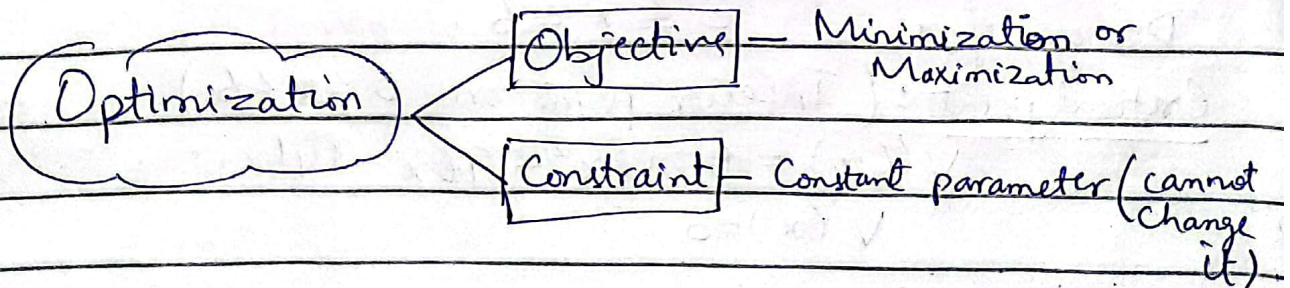 Optimization
Objective — Minimization or
Maximization
Constraint — Constant parameter (cannot
change
it)